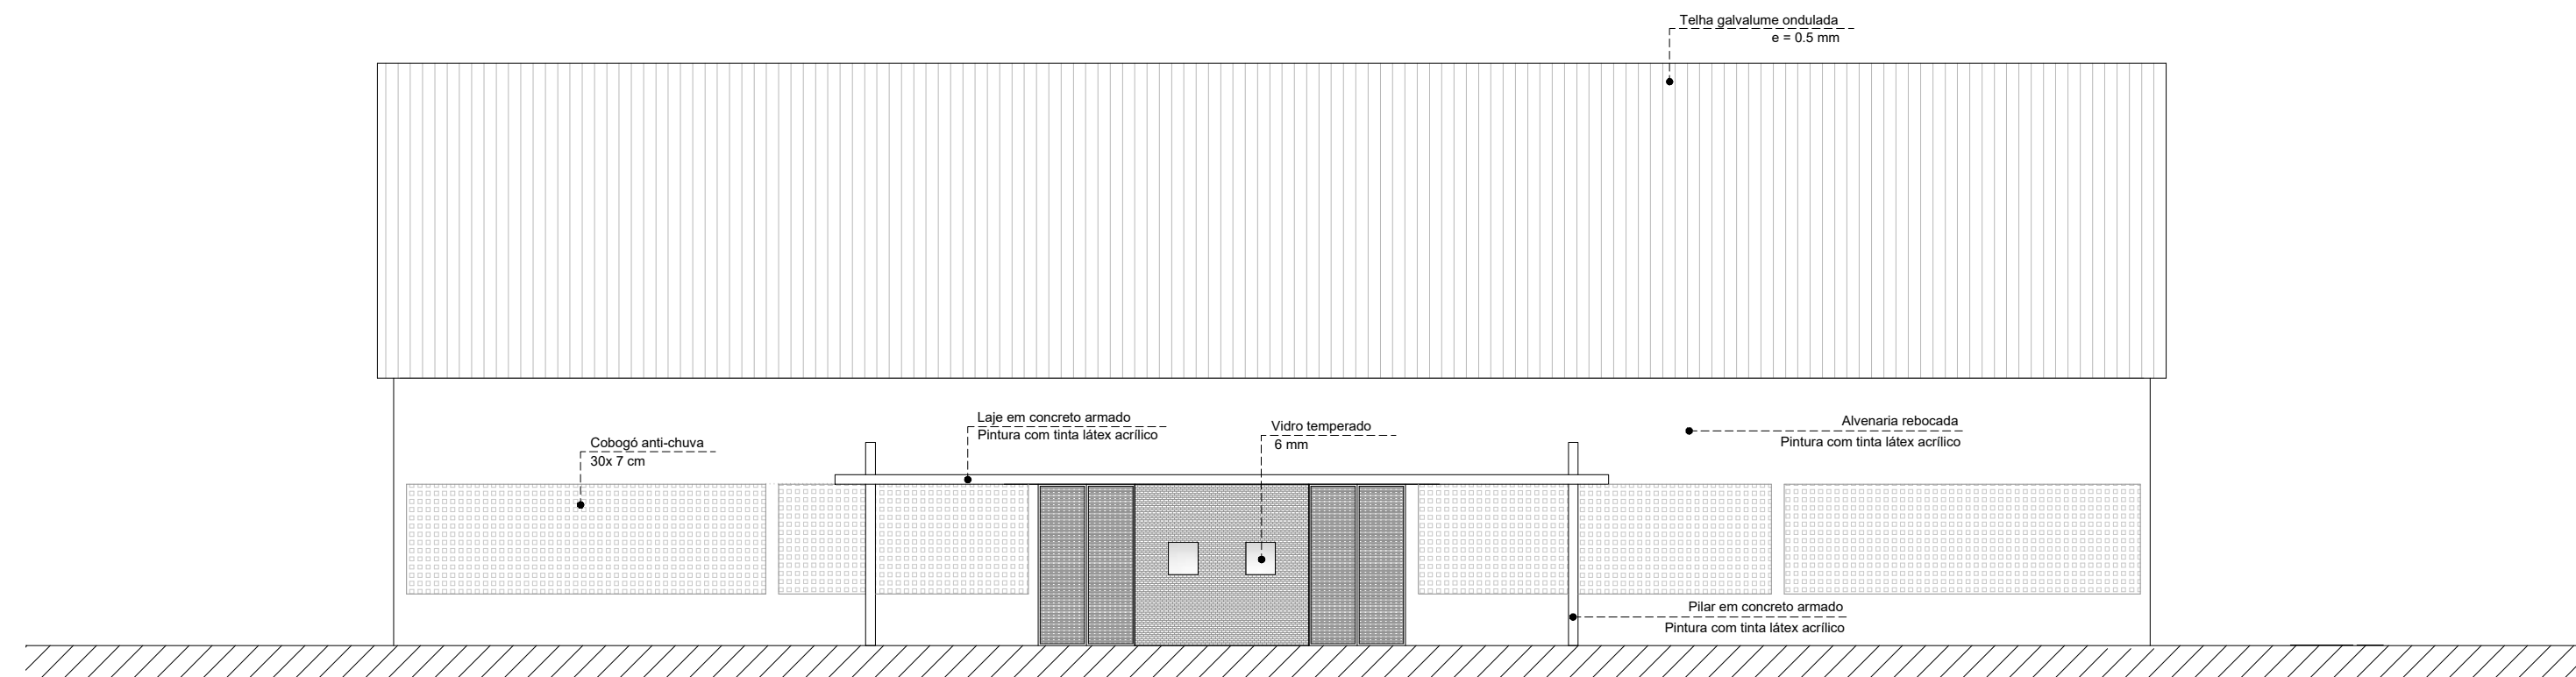 Telha galvalume ondulada
e = 0.5 mm
Laje em concreto armado
Pintura com tinta látex acrílico
Vidro temperado
6 mm
Alvenaria rebocada
Pintura com tinta látex acrílico
Cobogó anti-chuva
30x 7 cm
Pilar em concreto armado
Pintura com tinta látex acrílico